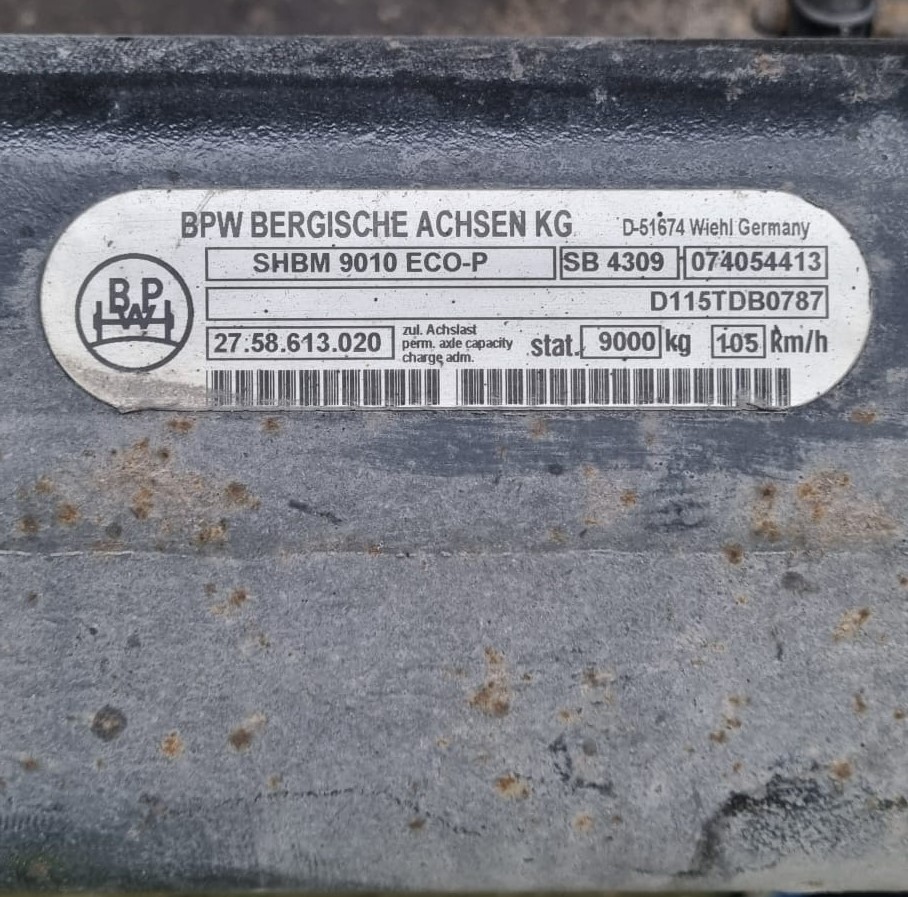 BPW BERGISCHE ACHSEN KG D-51674 Wiehl Germany
BPW
SHBM 9010 ECO-P SB 4309 074054413
D115TDB0787
27.58.613.020 zul. Achslast
perm. axle capacity
charge adm.
stat. 9000 kg 105 Km/h